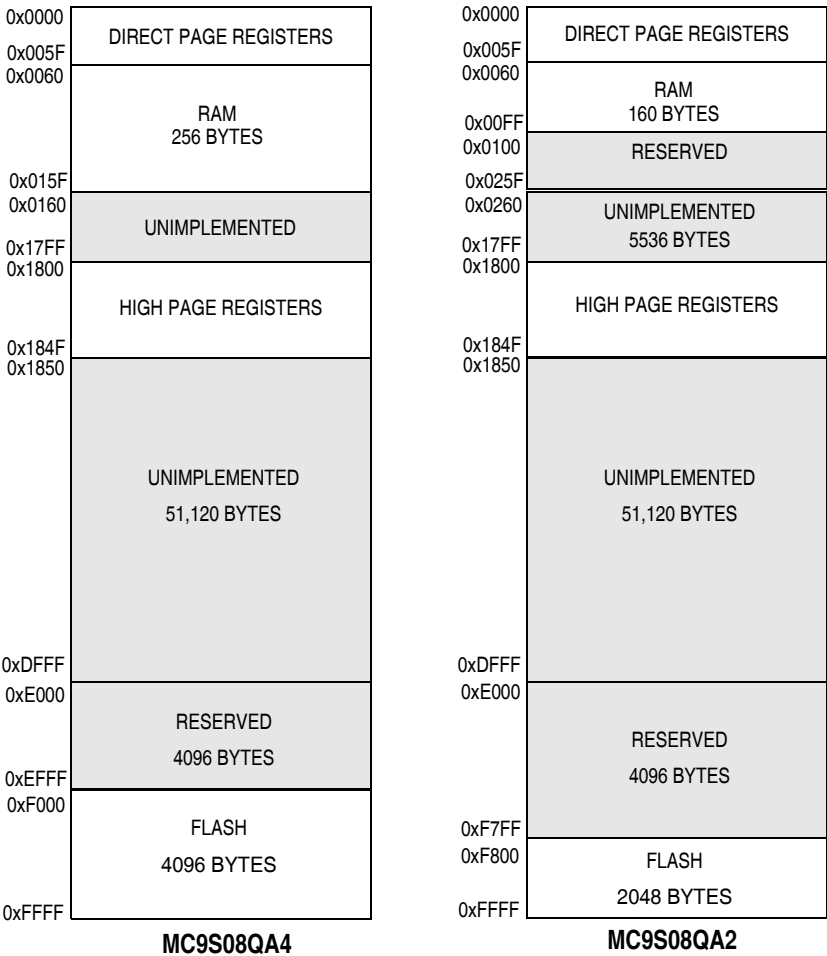 0x0000
DIRECT PAGE REGISTERS
0x005F
0x0060
RAM
256 BYTES
0x015F
0x0160
UNIMPLEMENTED
0x17FF
0x1800
HIGH PAGE REGISTERS
0x184F
0x1850
UNIMPLEMENTED
51,120 BYTES
0xDFFF
0xE000
RESERVED
4096 BYTES
0xEFFF
0xF000
FLASH
4096 BYTES
0xFFFF
MC9S08QA4
0x0000
DIRECT PAGE REGISTERS
0x005F
0x0060
RAM
160 BYTES
0x00FF
0x0100
RESERVED
0x025F
0x0260
UNIMPLEMENTED
5536 BYTES
0x17FF
0x1800
HIGH PAGE REGISTERS
0x184F
0x1850
UNIMPLEMENTED
51,120 BYTES
0xDFFF
0xE000
RESERVED
4096 BYTES
0xF7FF
0xF800
FLASH
2048 BYTES
0xFFFF
MC9S08QA2